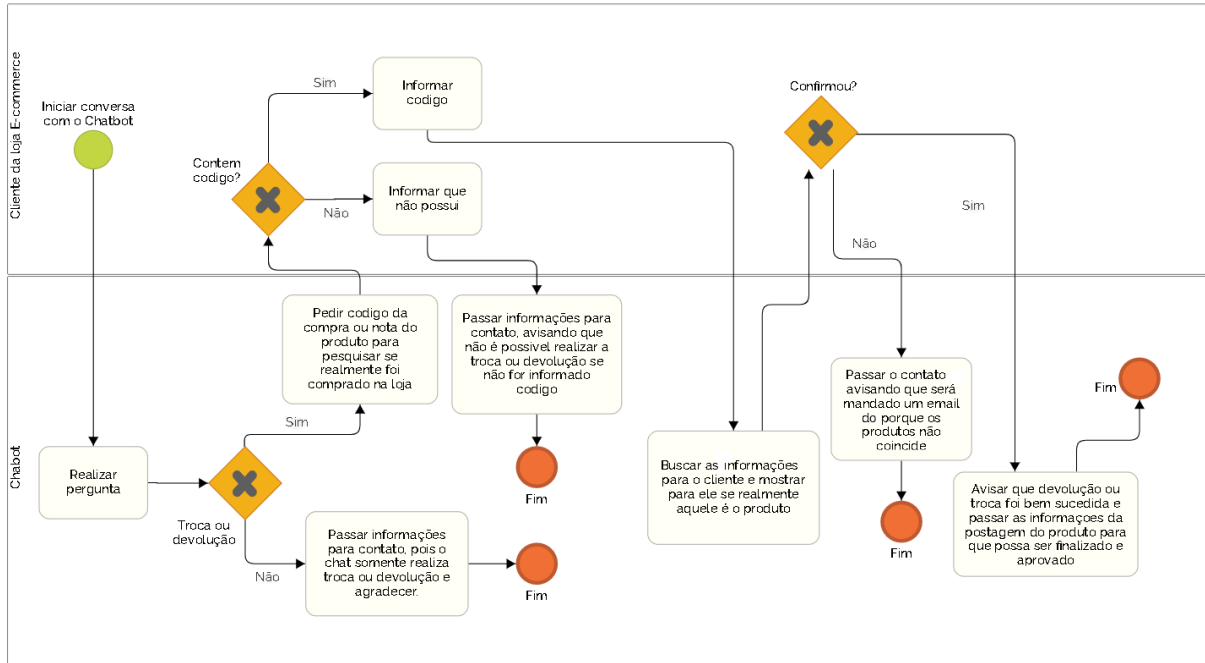 Cliente da loja E-commerce
Iniciar conversa
com o Chatbot
Contem
codigo?
Sim
Não
Informar
codigo
Informar que
não possui
Confirmou?
Sim
Não
Chabot
Realizar
pergunta
Troca ou
devolução
Sim
Não
Pedir codigo da
compra ou nota do
produto para
pesquisar se
realmente foi
comprado na loja
Passar informações para
contato, avisando que
não é possivel realizar a
troca ou devolução se
não for informado
codigo
Fim
Passar informações
para contato, pois o
chat somente realiza
troca ou devolução e
agradecer.
Fim
Buscar as informações
para o cliente e mostrar
para ele se realmente
aquele é o produto
Passar o contato
avisando que será
mandado um email
do porque os
produtos não
coincide
Fim
Avisar que devolução ou
troca foi bem sucedida e
passar as informaçoes da
postagem do produto para
que possa ser finalizado e
aprovado
Fim